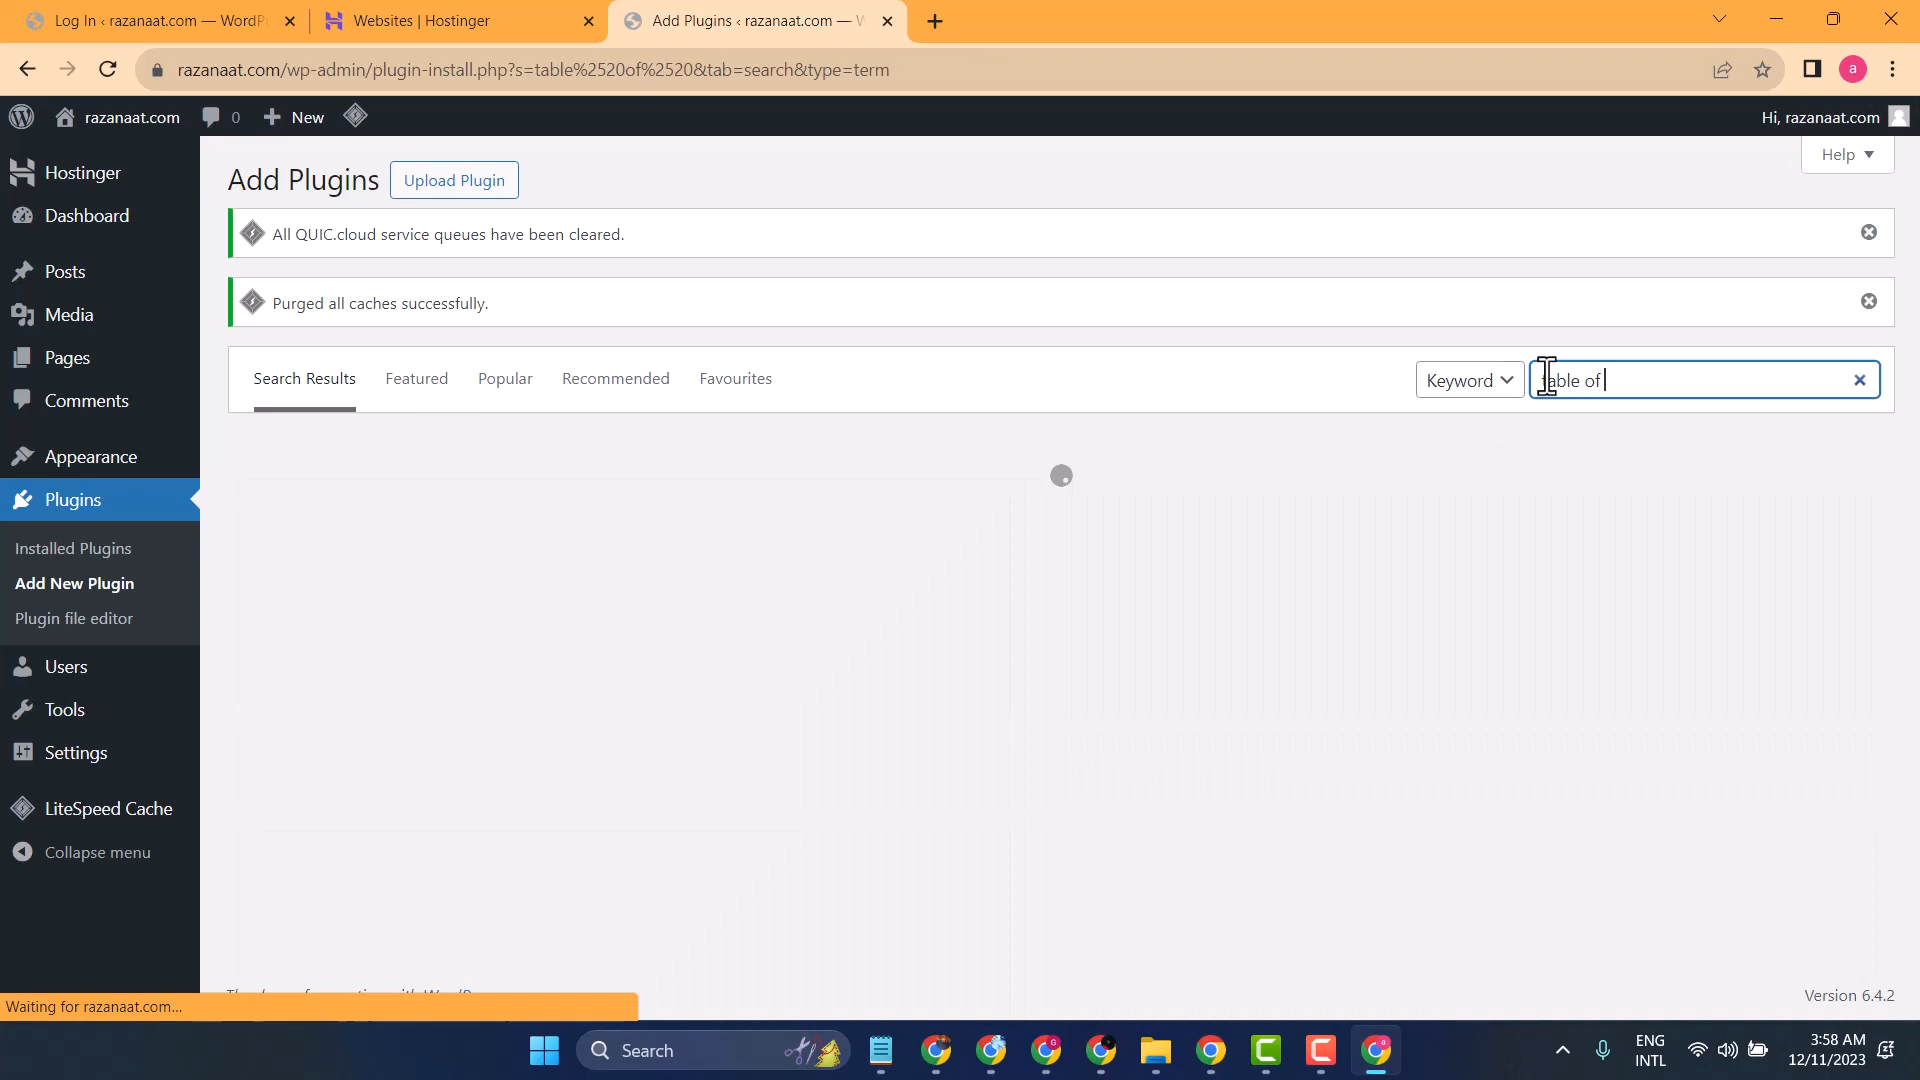 Log In ‹ razanaat.com — WordPr
Websites | Hostinger
Add Plugins ‹ razanaat.com — W
razanaat.com/wp-admin/plugin-install.php?s=table%2520of%2520&tab=search&type=term
a
razanaat.com
0
New
Hi, razanaat.com
Hostinger
Dashboard
Posts
Media
Pages
Comments
Appearance
Plugins
Installed Plugins
Add New Plugin
Plugin file editor
Users
Tools
Settings
LiteSpeed Cache
Collapse menu
Help
Add Plugins
Upload Plugin
All QUIC.cloud service queues have been cleared.
Purged all caches successfully.
Search Results
Featured
Popular
Recommended
Favourites
Keyword
table of
Version 6.4.2
Waiting for razanaat.com...
Search
ENG
INTL
3:58 AM
12/11/2023